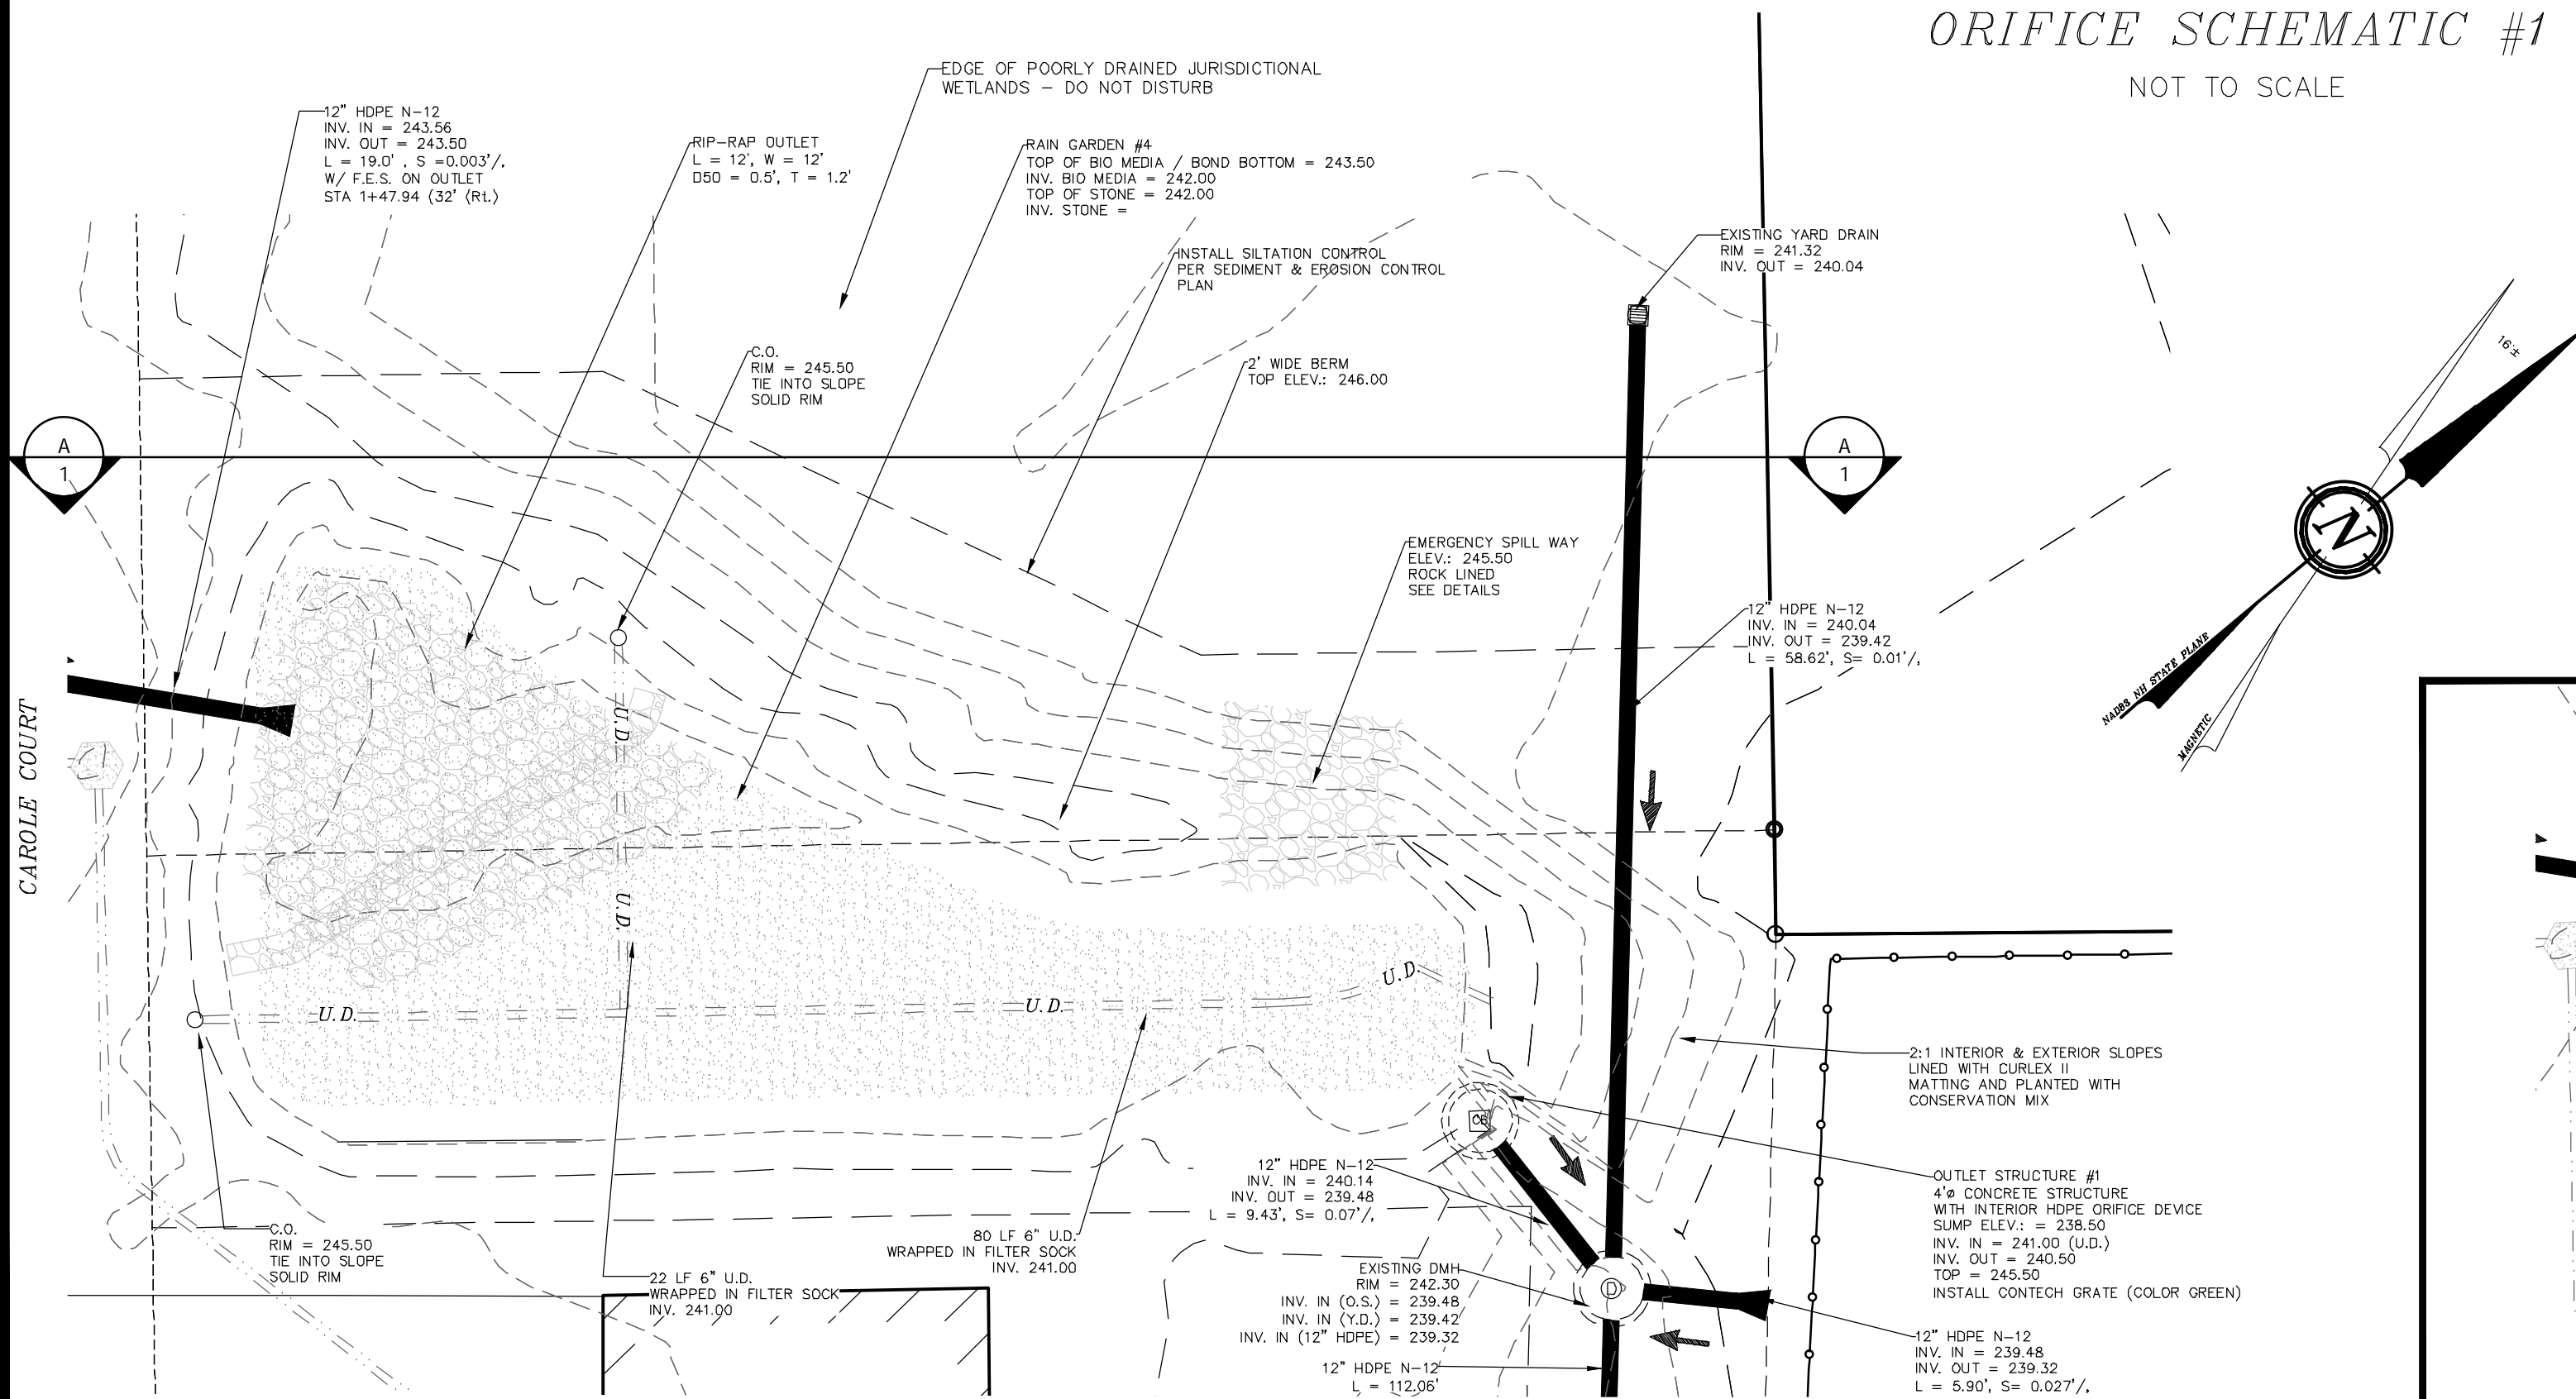 ORIFICE SCHEMATIC #1
NOT TO SCALE
EDGE OF POORLY DRAINED JURISDICTIONAL
WETLANDS – DO NOT DISTURB
12" HDPE N-12
INV. IN = 243.56
INV. OUT = 243.50
L = 19.0' , S =0.003'/,
W/ F.E.S. ON OUTLET
STA 1+47.94 (32' (Rt.)
RIP-RAP OUTLET
L = 12', W = 12'
D50 = 0.5', T = 1.2'
RAIN GARDEN #4
TOP OF BIO MEDIA / BOND BOTTOM = 243.50
INV. BIO MEDIA = 242.00
TOP OF STONE = 242.00
INV. STONE =
INSTALL SILTATION CONTROL
PER SEDIMENT & EROSION CONTROL
PLAN
EXISTING YARD DRAIN
RIM = 241.32
INV. OUT = 240.04
16'±
C.O.
RIM = 245.50
TIE INTO SLOPE
SOLID RIM
2' WIDE BERM
TOP ELEV.: 246.00
A
1
A
1
EMERGENCY SPILL WAY
ELEV.: 245.50
ROCK LINED
SEE DETAILS
N
NAD83 NH STATE PLANE
MAGNETIC
12" HDPE N-12
INV. IN = 240.04
INV. OUT = 239.42
L = 58.62', S= 0.01'/,
CAROLE COURT
U.D.
U.D.
U.D.
U.D.
U.D.
2:1 INTERIOR & EXTERIOR SLOPES
LINED WITH CURLEX II
MATTING AND PLANTED WITH
CONSERVATION MIX
CB
12" HDPE N-12
INV. IN = 240.14
INV. OUT = 239.48
L = 9.43', S= 0.07'/,
OUTLET STRUCTURE #1
4'ø CONCRETE STRUCTURE
WITH INTERIOR HDPE ORIFICE DEVICE
SUMP ELEV.: = 238.50
INV. IN = 241.00 (U.D.)
INV. OUT = 240.50
TOP = 245.50
INSTALL CONTECH GRATE (COLOR GREEN)
C.O.
RIM = 245.50
TIE INTO SLOPE
SOLID RIM
80 LF 6" U.D.
WRAPPED IN FILTER SOCK
INV. 241.00
22 LF 6" U.D.
WRAPPED IN FILTER SOCK
INV. 241.00
EXISTING DMH
RIM = 242.30
INV. IN (O.S.) = 239.48
INV. IN (Y.D.) = 239.42
INV. IN (12" HDPE) = 239.32
D
12" HDPE N-12
L = 112.06'
12" HDPE N-12
INV. IN = 239.48
INV. OUT = 239.32
L = 5.90', S= 0.027'/,